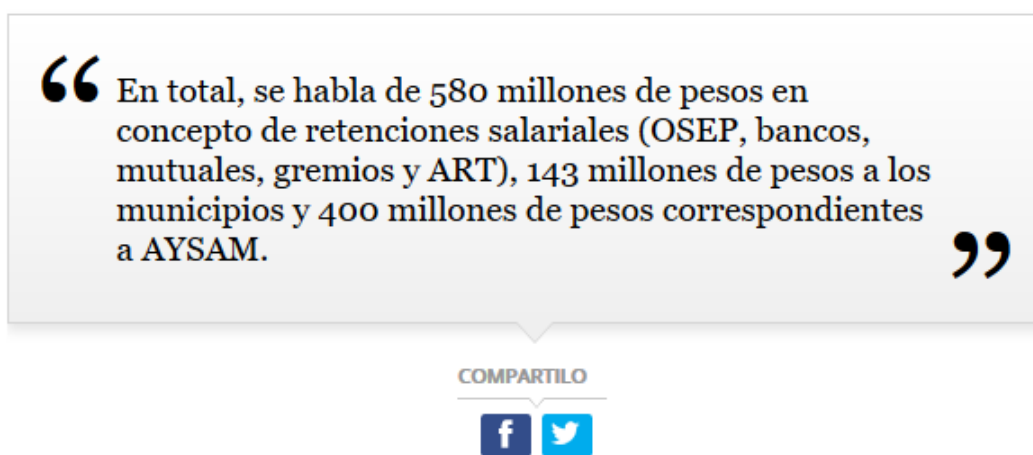 “ En total, se habla de 580 millones de pesos en
concepto de retenciones salariales (OSEP, bancos,
mutuales, gremios y ART), 143 millones de pesos a los
municipios y 400 millones de pesos correspondientes
a AYSAM. ”
COMPARTILO
f